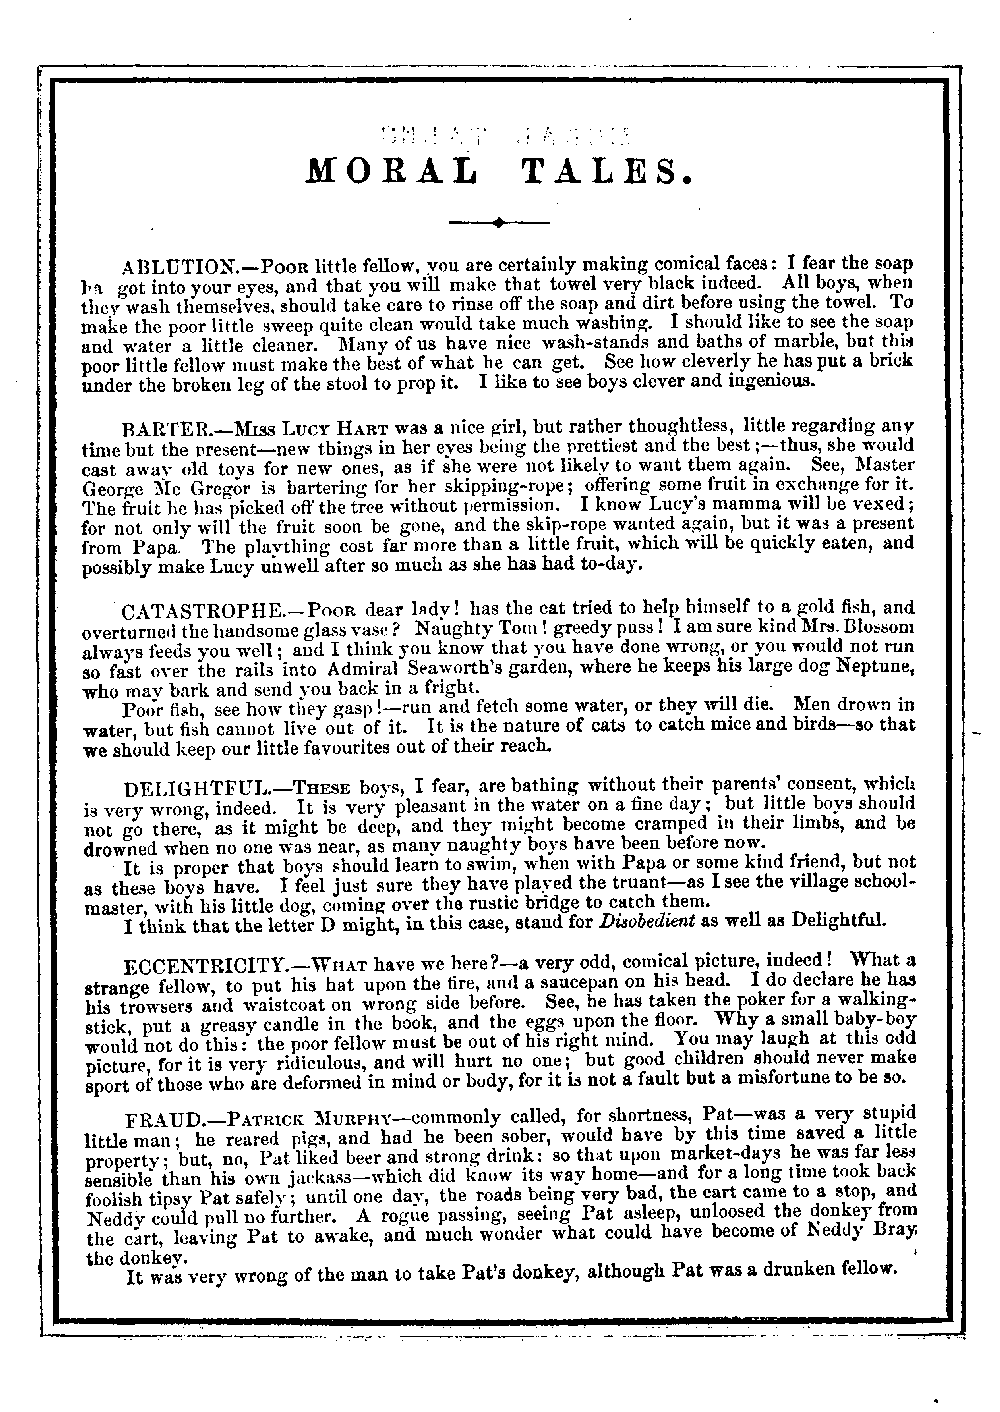 MORAL TALES.
ABLUTION.—POOR little fellow, you are certainly making comical faces: I fear the soap
ha got into your eyes, and that you will make that towel very black indeed. All boys, when
they wash themselves, should take care to rinse off the soap and dirt before using the towel. To
make the poor little sweep quite clean would take much washing. I should like to see the soap
and water a little cleaner. Many of us have nice wash-stands and baths of marble, but this
poor little fellow must make the best of what he can get. See how cleverly he has put a brick
under the broken leg of the stool to prop it. I like to see boys clever and ingenious.
BARTER.—MISS LUCY HART was a nice girl, but rather thoughtless, little regarding any
time but the present—new things in her eyes being the prettiest and the best;—thus, she would
cast away old toys for new ones, as if she were not likely to want them again. See, Master
George Mc Gregor is bartering for her skipping-rope; offering some fruit in exchange for it.
The fruit he has picked off the tree without permission. I know Lucy's mamma will be vexed;
for not only will the fruit soon be gone, and the skip-rope wanted again, but it was a present
from Papa. The plaything cost far more than a little fruit, which will be quickly eaten, and
possibly make Lucy unwell after so much as she has had to-day.
CATASTROPHE.—POOR dear lady! has the cat tried to help himself to a gold fish, and
overturned the handsome glass vase? Naughty Tom! greedy puss! I am sure kind Mrs. Blossom
always feeds you well; and I think you know that you have done wrong, or you would not run
so fast over the rails into Admiral Seaworth's garden, where he keeps his large dog Neptune,
who may bark and send you back in a fright.
Poor fish, see how they gasp!—run and fetch some water, or they will die. Men drown in
water, but fish cannot live out of it. It is the nature of cats to catch mice and birds—so that
we should keep our little favourites out of their reach.
DELIGHTFUL.—THESE boys, I fear, are bathing without their parents' consent, which
is very wrong, indeed. It is very pleasant in the water on a fine day; but little boys should
not go there, as it might be deep, and they might become cramped in their limbs, and be
drowned when no one was near, as many naughty boys have been before now.
It is proper that boys should learn to swim, when with Papa or some kind friend, but not
as these boys have. I feel just sure they have played the truant—as I see the village school-
master, with his little dog, coming over the rustic bridge to catch them.
I think that the letter D might, in this case, stand for Disobedient as well as Delightful.
ECCENTRICITY.—WHAT have we here?—a very odd, comical picture, indeed! What a
strange fellow, to put his hat upon the fire, and a saucepan on his head. I do declare he has
his trowsers and waistcoat on wrong side before. See, he has taken the poker for a walking-
stick, put a greasy candle in the book, and the eggs upon the floor. Why a small baby-boy
would not do this: the poor fellow must be out of his right mind. You may laugh at this odd
picture, for it is very ridiculous, and will hurt no one; but good children should never make
sport of those who are deformed in mind or body, for it is not a fault but a misfortune to be so.
FRAUD.—PATRICK MURPHY—commonly called, for shortness, Pat—was a very stupid
little man; he reared pigs, and had he been sober, would have by this time saved a little
property; but, no, Pat liked beer and strong drink: so that upon market-days he was far less
sensible than his own jackass—which did know its way home—and for a long time took back
foolish tipsy Pat safely; until one day, the roads being very bad, the cart came to a stop, and
Neddy could pull no further. A rogue passing, seeing Pat asleep, unloosed the donkey from
the cart, leaving Pat to awake, and much wonder what could have become of Neddy Bray,
the donkey.
It was very wrong of the man to take Pat's donkey, although Pat was a drunken fellow.